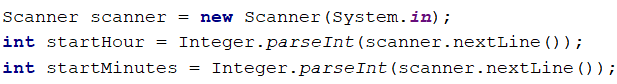 Scanner scanner = new Scanner(System.in);
int startHour = Integer.parseInt(scanner.nextLine());
int startMinutes = Integer.parseInt(scanner.nextLine());